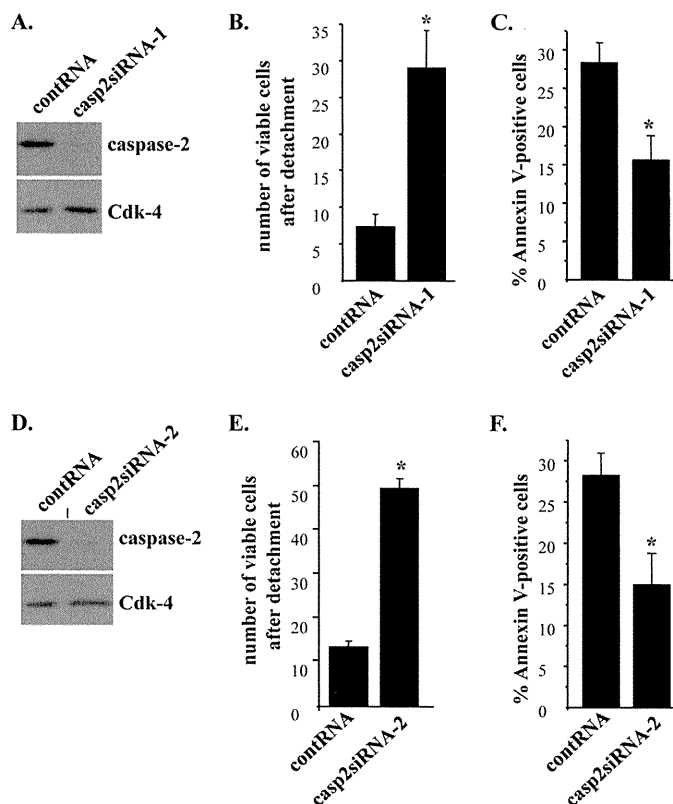 A.
contRNA
casp2siRNA-1
caspase-2
Cdk-4
B.
number of viable cells
after detachment
35
30
25
20
15
10
5
0
*
contRNA
casp2siRNA-1
C.
% Annexin V-positive cells
30
25
20
15
10
5
0
*
contRNA
casp2siRNA-1
D.
contRNA
casp2siRNA-2
caspase-2
Cdk-4
E.
number of viable cells
after detachment
60
50
40
30
20
10
0
*
contRNA
casp2siRNA-2
F.
% Annexin V-positive cells
30
25
20
15
10
5
0
*
contRNA
casp2siRNA-2